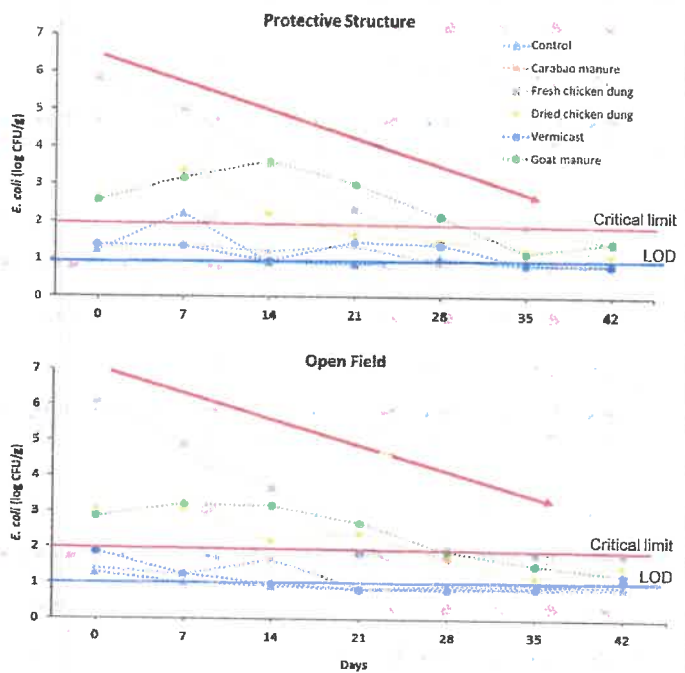 Protective Structure
7
6
5
4
3
2
1
0
E. coli (log CFU/g)
Control
Carabao manure
Fresh chicken dung
Dried chicken dung
Vermicast
Goat manure
Critical limit
LOD
0 7 14 21 28 35 42
Open Field
7
6
5
4
3
2
1
0
E. coli (log CFU/g)
Critical limit
LOD
0 7 14 21 28 35 42
Days